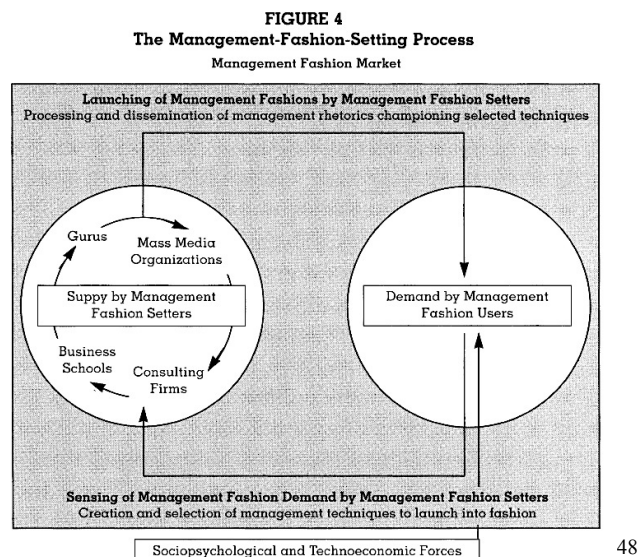 FIGURE 4
The Management-Fashion-Setting Process
Management Fashion Market
Launching of Management Fashions by Management Fashion Setters
Processing and dissemination of management rhetorics championing selected techniques
Gurus
Mass Media
Organizations
Suppy by Management
Fashion Setters
Business
Schools
Consulting
Firms
Demand by Management
Fashion Users
Sensing of Management Fashion Demand by Management Fashion Setters
Creation and selection of management techniques to launch into fashion
Sociopsychological and Technoeconomic Forces
48